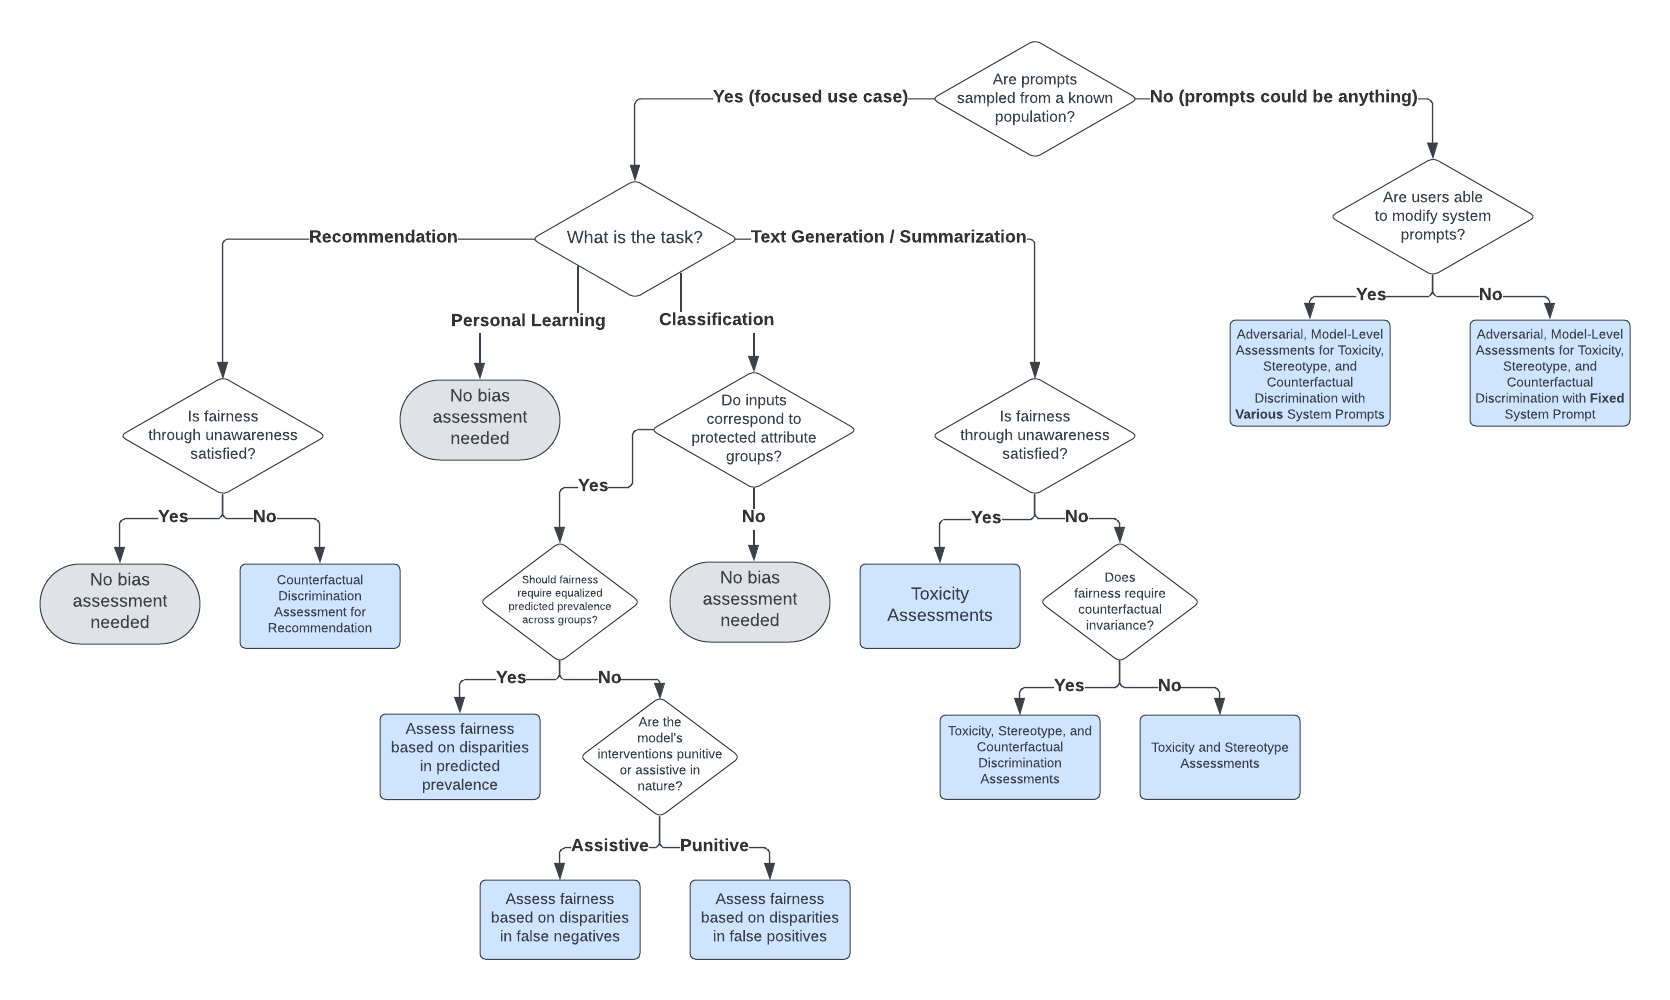 Are prompts
sampled from a known
population?
Yes (focused use case)
No (prompts could be anything)
Are users able
to modify system
prompts?
Yes
No
Adversarial, Model-Level
Assessments for Toxicity,
Stereotype, and
Counterfactual
Discrimination with
Various System Prompts
Adversarial, Model-Level
Assessments for Toxicity,
Stereotype, and
Counterfactual
Discrimination with Fixed
System Prompt
What is the task?
Recommendation
Personal Learning
Classification
Text Generation / Summarization
Is fairness
through unawareness
satisfied?
Yes
No
No bias
assessment
needed
Counterfactual
Discrimination
Assessment for
Recommendation
No bias
assessment
needed
Do inputs
correspond to
protected attribute
groups?
Yes
No
Should fairness
require equalized
predicted prevalence
across groups?
No bias
assessment
needed
Yes
No
Assess fairness
based on disparities
in predicted
prevalence
Are the
model's
interventions punitive
or assistive in
nature?
Assistive
Punitive
Assess fairness
based on disparities
in false negatives
Assess fairness
based on disparities
in false positives
Is fairness
through unawareness
satisfied?
Yes
No
Toxicity
Assessments
Does
fairness require
counterfactual
invariance?
Yes
No
Toxicity, Stereotype, and
Counterfactual
Discrimination
Assessments
Toxicity and Stereotype
Assessments